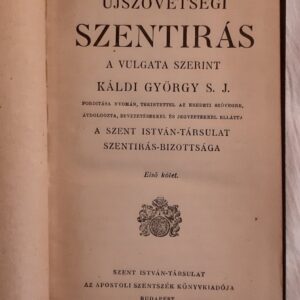 ÚJSZÖVETSÉGI
SZENTIRÁS
A VULGATA SZERINT
KÁLDI GYÖRGY S. J.
FORDITÁSA NYOMÁN, TEKINTETTEL AZ EREDETI SZÖVEGRE,
ÁTDOLGOZTA, BEVEZETÉSEKKEL ÉS JEGYZETEKKEL ELLÁTTA
A SZENT ISTVÁN-TÁRSULAT
SZENTIRÁS-BIZOTTSÁGA
Első kötet.
SZENT ISTVÁN-TÁRSULAT
AZ APOSTOLI SZENTSZÉK KÖNYVKIADÓJA
BUDAPEST